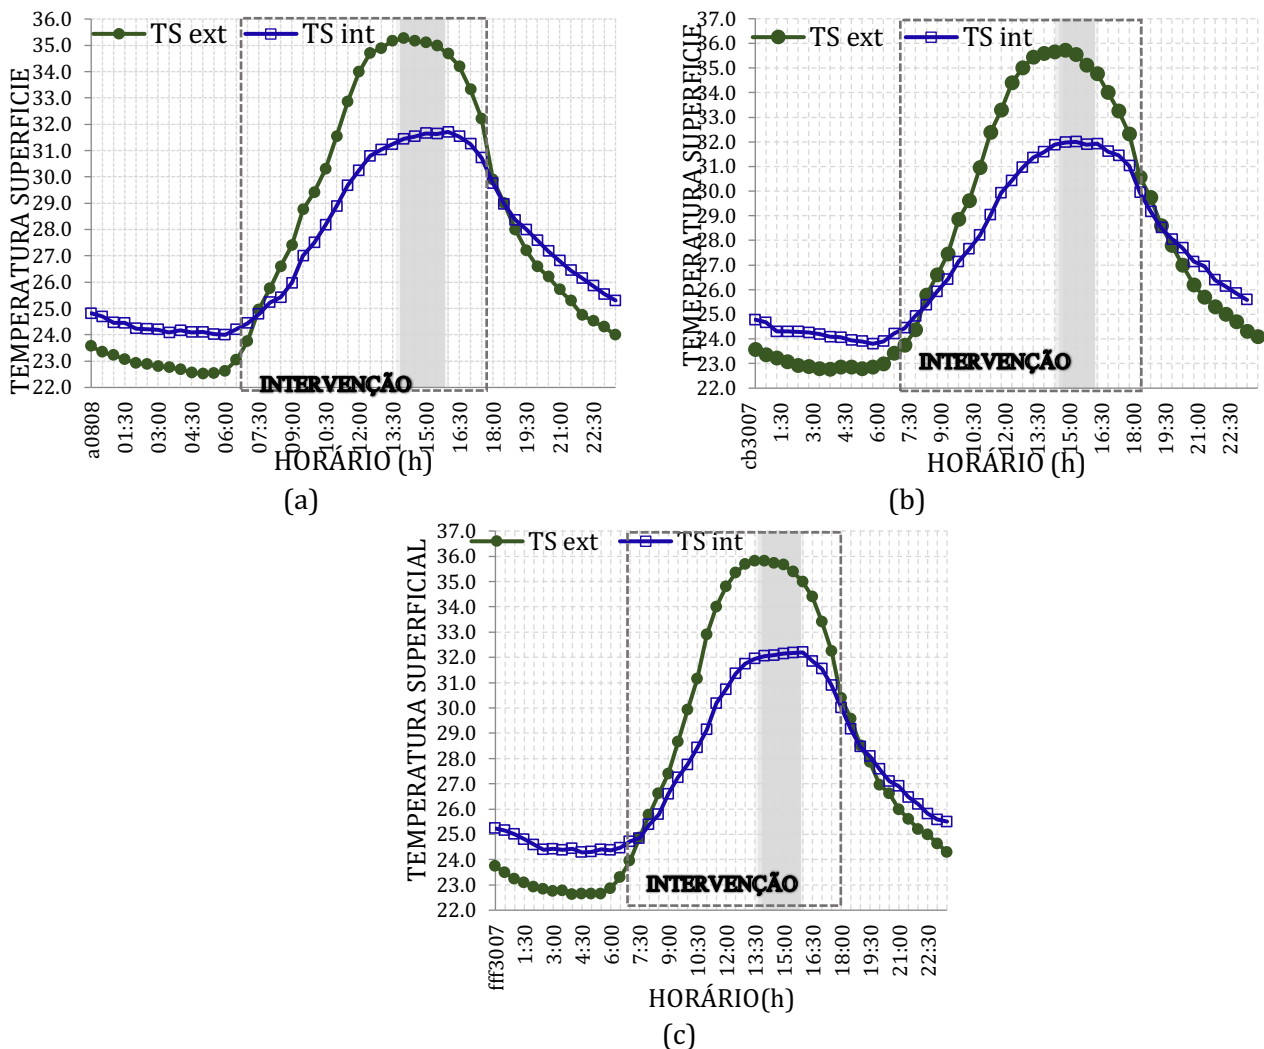 TS ext TS int
TEMPERATURA SUPERFICIE
36.0
35.0
34.0
33.0
32.0
31.0
30.0
29.0
28.0
27.0
26.0
25.0
24.0
23.0
22.0
INTERVENÇÃO
a0808 01:30 03:00 04:30 06:00 07:30 09:00 10:30 12:00 13:30 15:00 16:30 18:00 19:30 21:00 22:30
HORÁRIO (h)
(a)
TS ext TS int
TEMEPERATURA SUPERFICIE
37.0
36.0
35.0
34.0
33.0
32.0
31.0
30.0
29.0
28.0
27.0
26.0
25.0
24.0
23.0
22.0
INTERVENÇÃO
cb3007 1:30 3:00 4:30 6:00 7:30 9:00 10:30 12:00 13:30 15:00 16:30 18:00 19:30 21:00 22:30
HORÁRIO (h)
(b)
TS ext TS int
TEMPERATURA SUPERFICIAL
37.0
36.0
35.0
34.0
33.0
32.0
31.0
30.0
29.0
28.0
27.0
26.0
25.0
24.0
23.0
22.0
INTERVENÇÃO
fff3007 1:30 3:00 4:30 6:00 7:30 9:00 10:30 12:00 13:30 15:00 16:30 18:00 19:30 21:00 22:30
HORÁRIO(h)
(c)